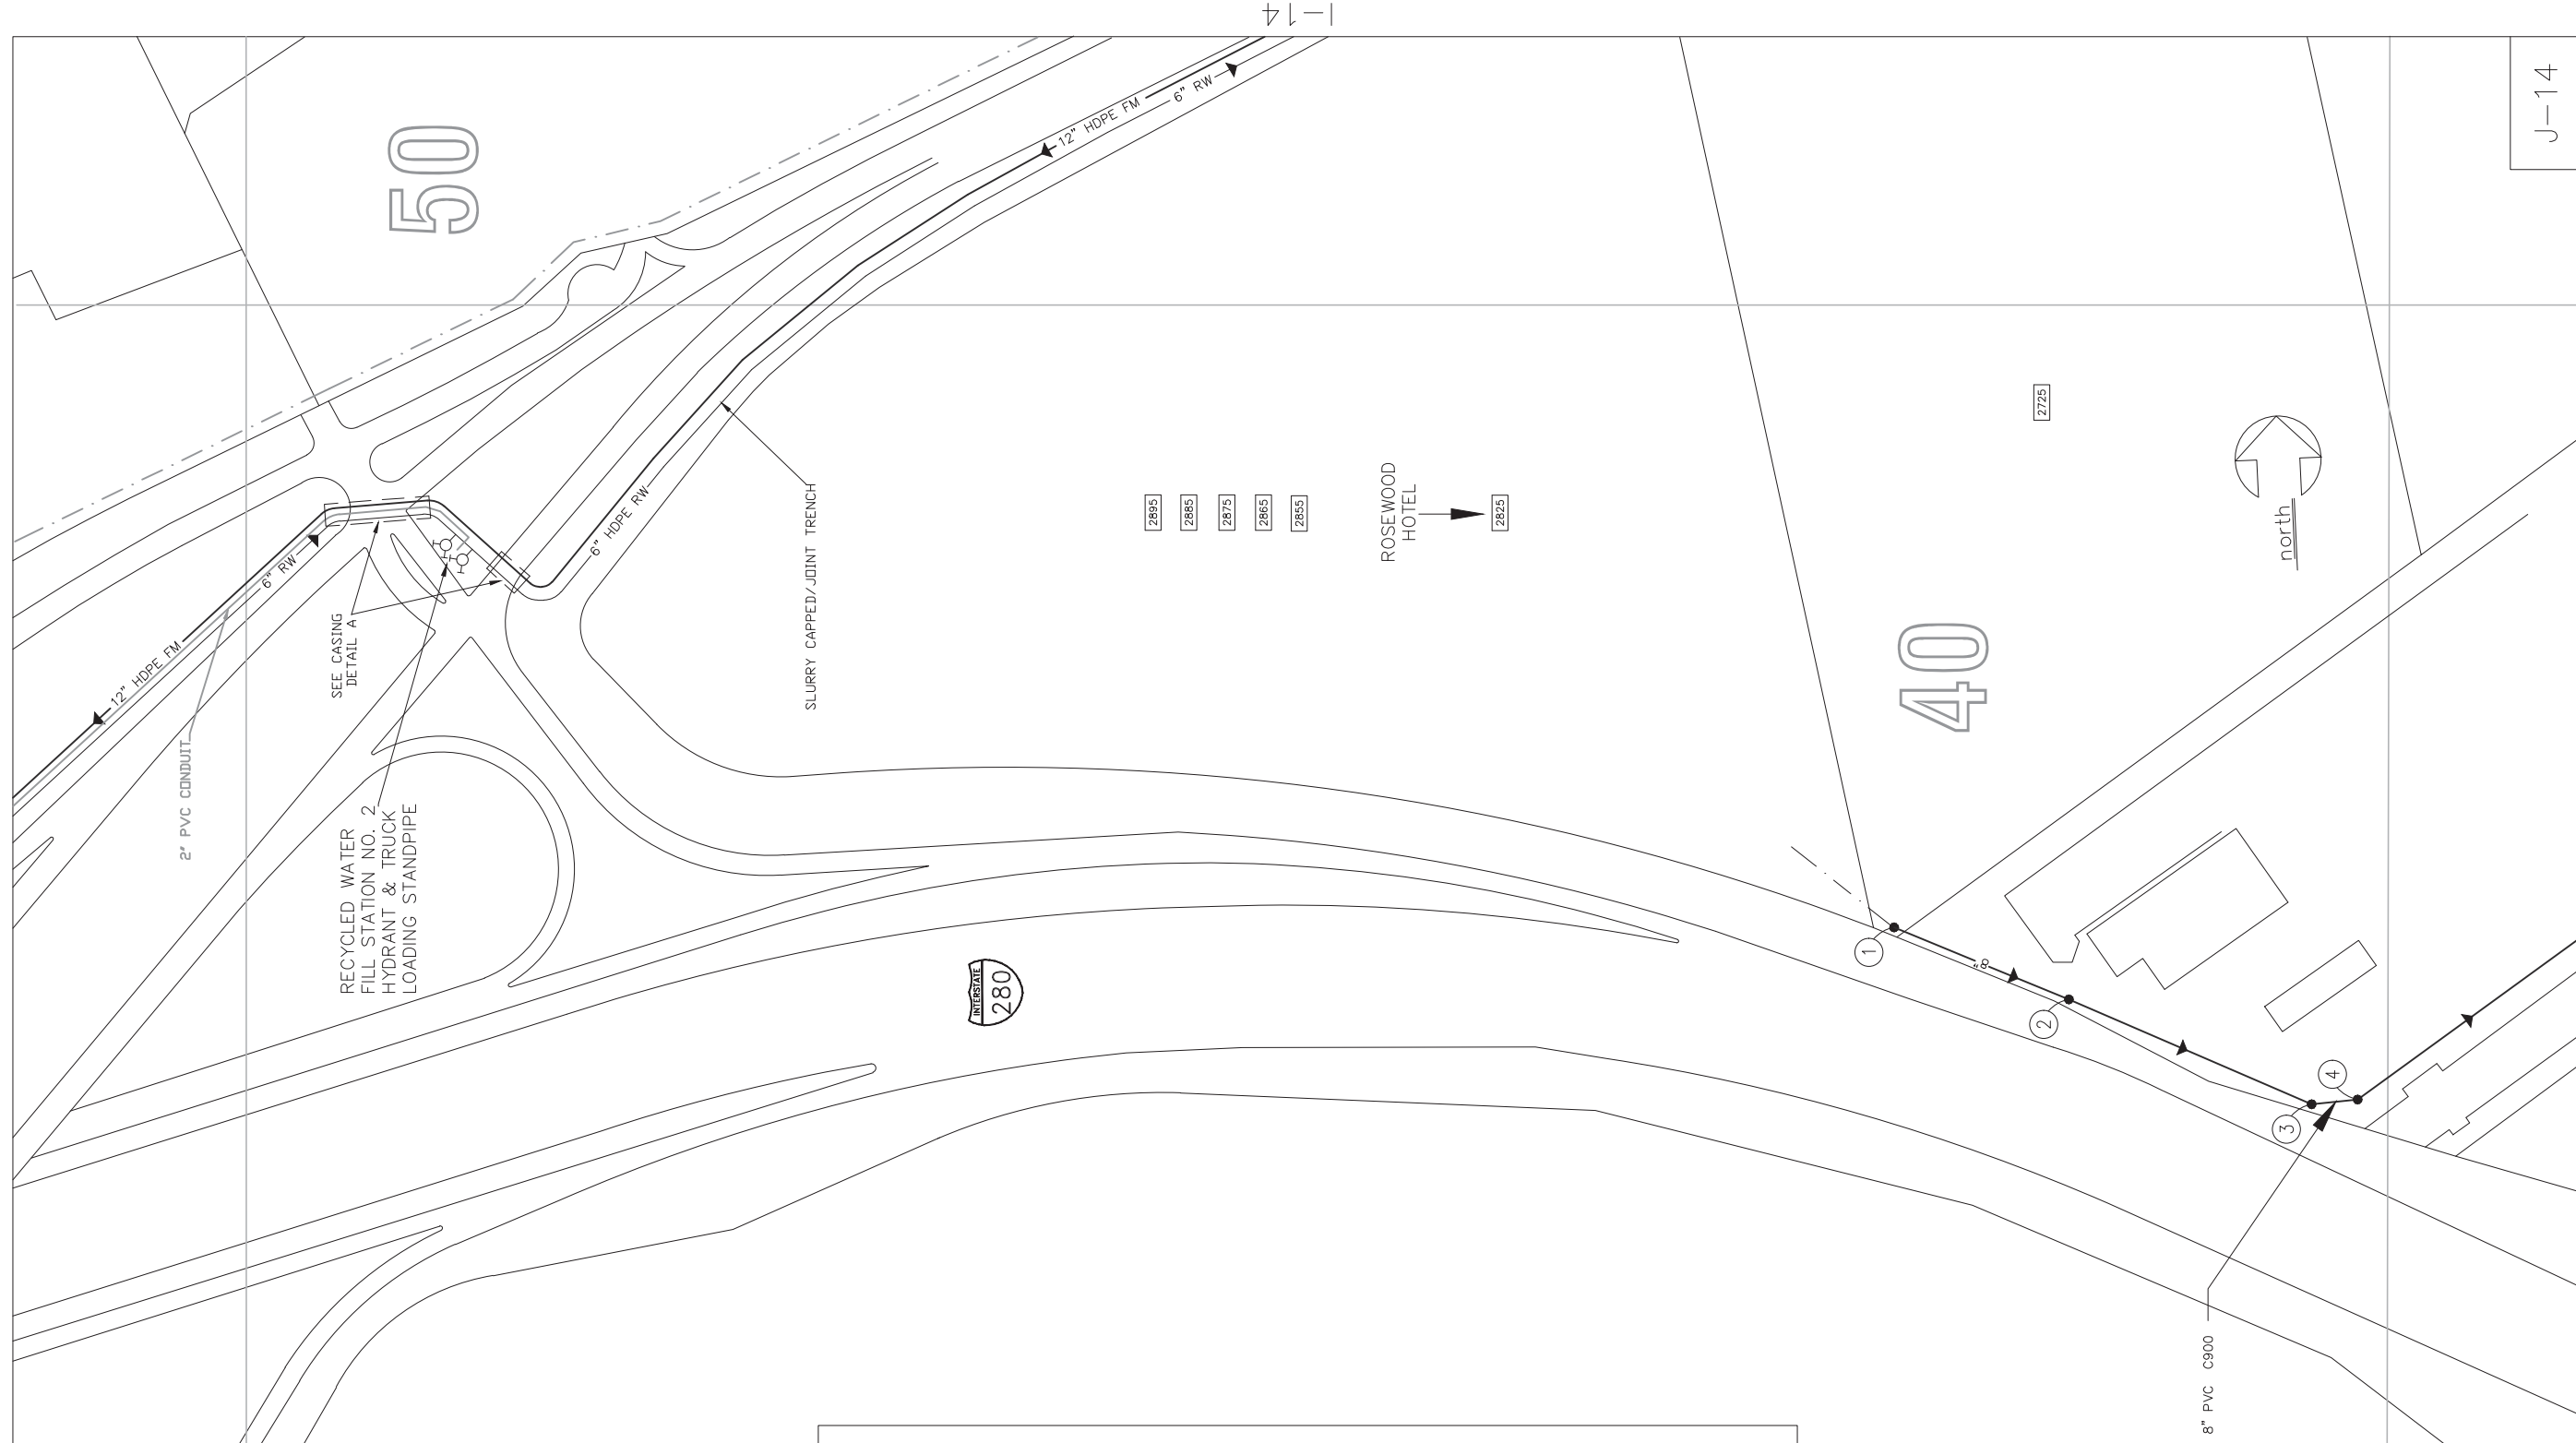 I-14
J-14
50
12" HDPE FM
6" RW
6" RW
12" HDPE FM
2" PVC CONDUIT
SEE CASING
DETAIL A
6" HDPE RW
SLURRY CAPPED/JOINT TRENCH
RECYCLED WATER
FILL STATION NO. 2
HYDRANT & TRUCK
LOADING STANDPIPE
2895
2885
2875
2865
2855
ROSEWOOD
HOTEL
2825
2725
north
40
INTERSTATE
280
1
8"
2
3
4
8" PVC C900